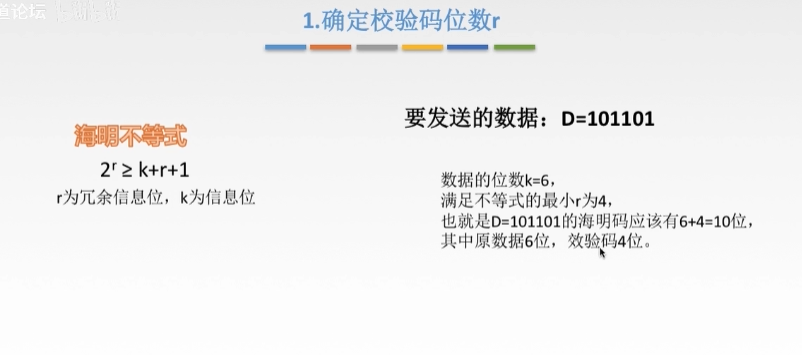 道论坛
1.确定校验码位数r
海明不等式
2ʳ ≥ k+r+1
r为冗余信息位，k为信息位
要发送的数据：D=101101
数据的位数k=6，
满足不等式的最小r为4，
也就是D=101101的海明码应该有6+4=10位，
其中原数据6位，效验码4位。